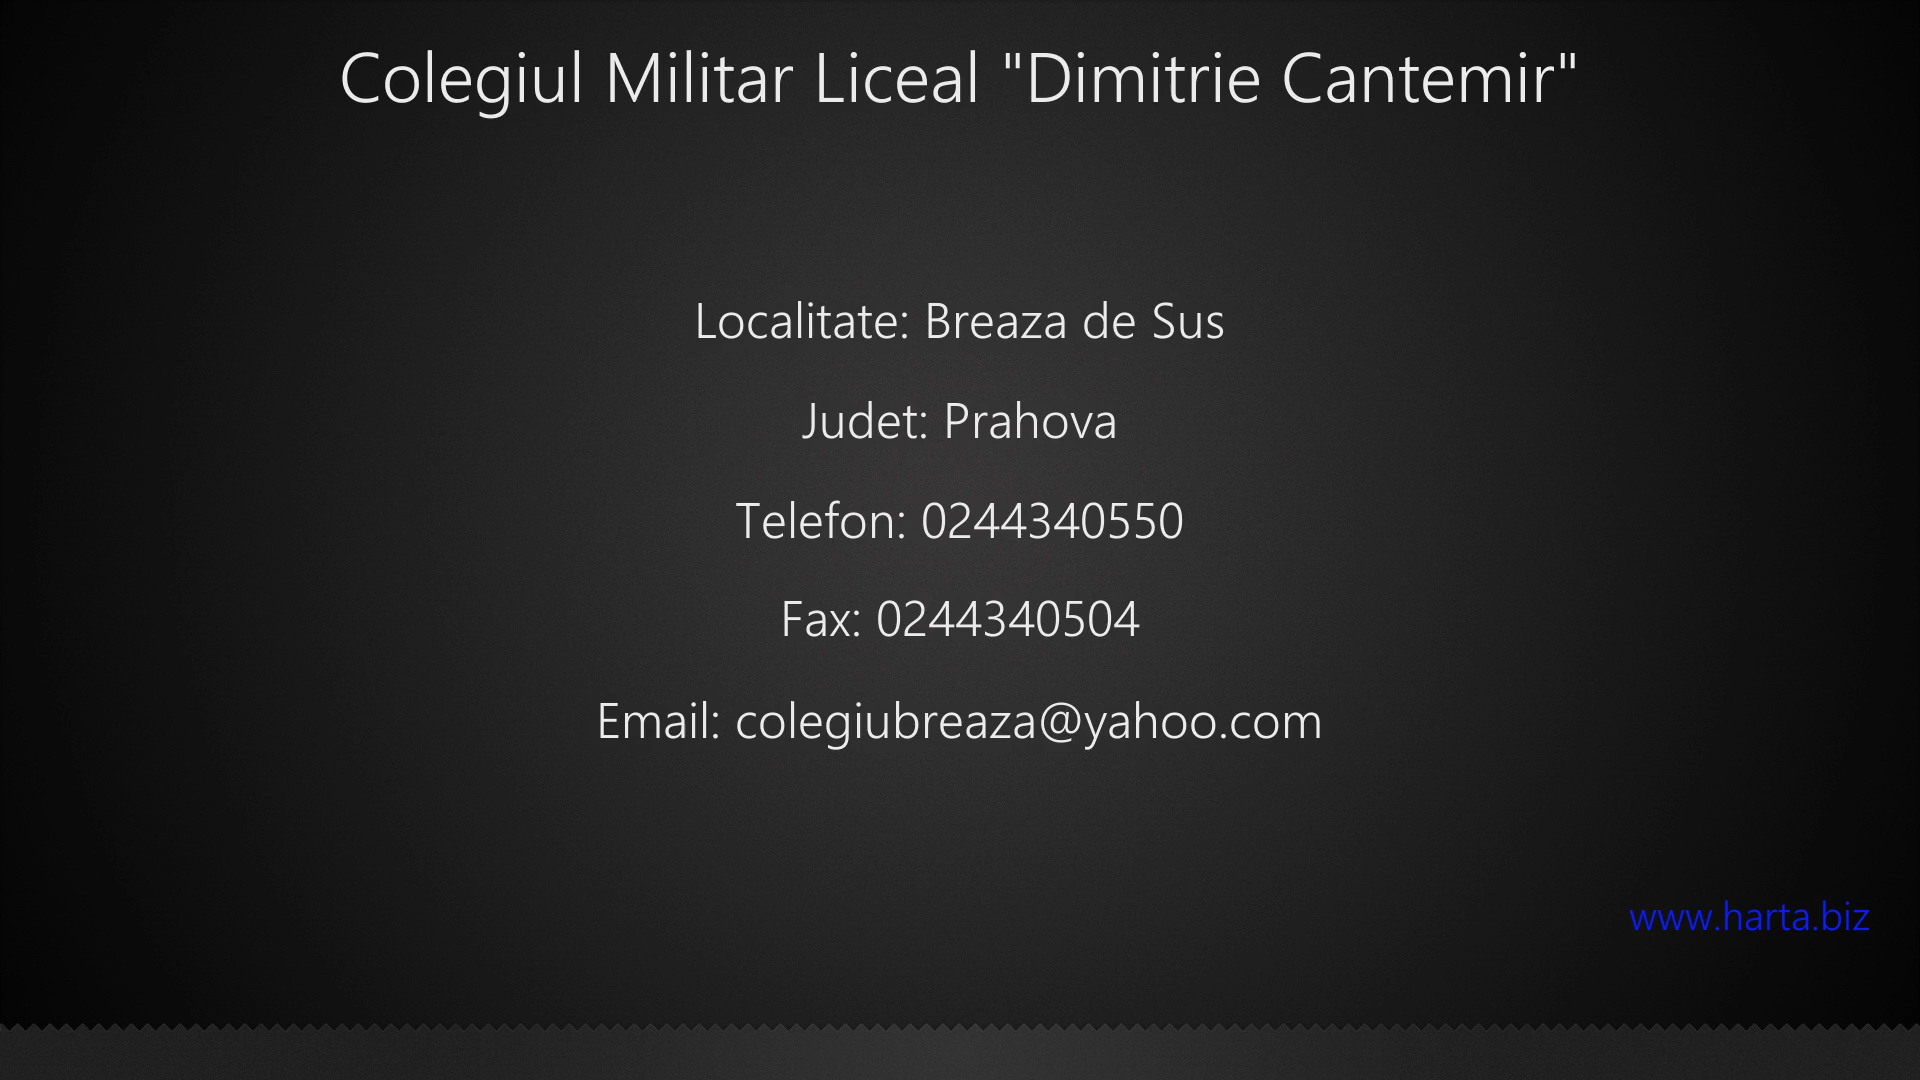 Colegiul Militar Liceal "Dimitrie Cantemir"
Localitate: Breaza de Sus
Judet: Prahova
Telefon: 0244340550
Fax: 0244340504
Email: colegiubreaza@yahoo.com
www.harta.biz